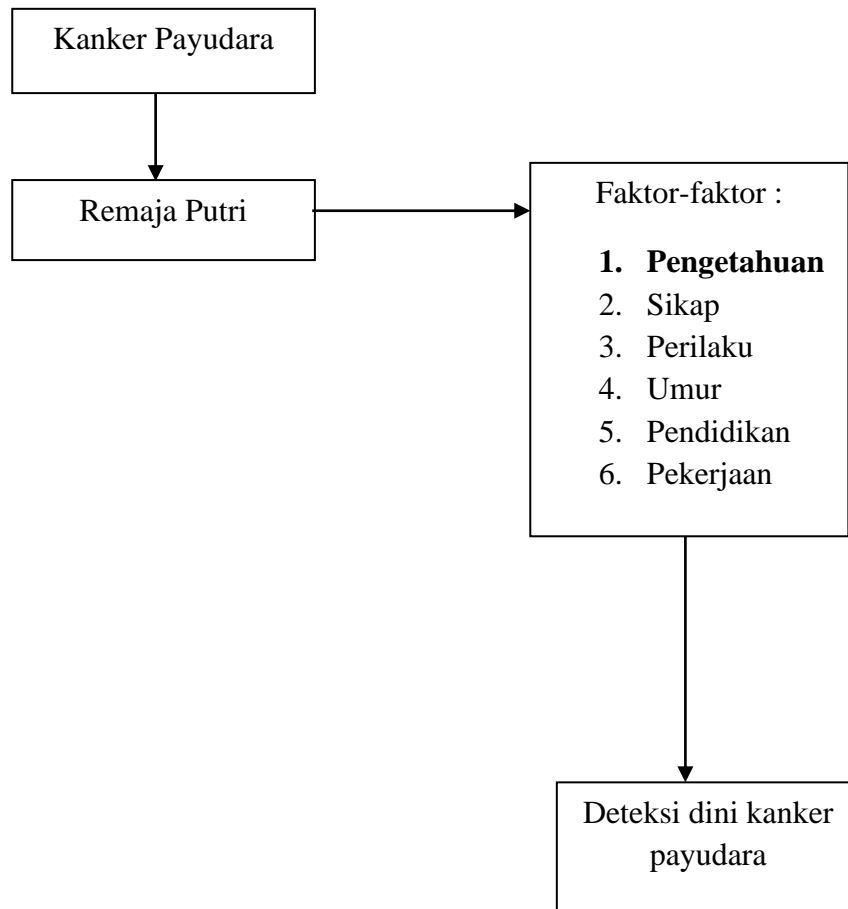 Kanker Payudara
Remaja Putri
Faktor-faktor :
1. Pengetahuan
2. Sikap
3. Perilaku
4. Umur
5. Pendidikan
6. Pekerjaan
Deteksi dini kanker
payudara